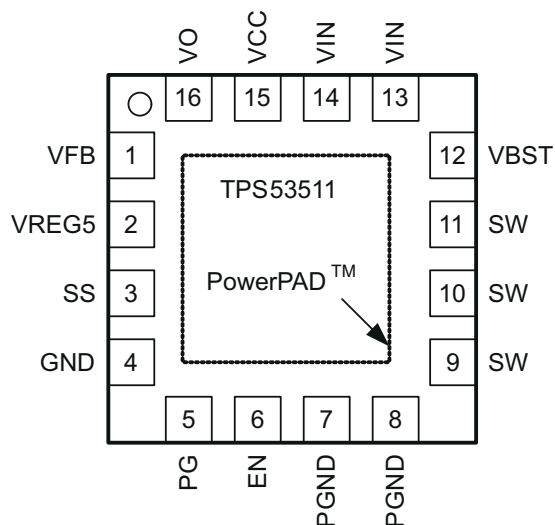 VO
VCC
VIN
VIN
16
15
14
13
VFB 1
12 VBST
TPS53511
VREG5 2
11 SW
SS 3
PowerPAD™
10 SW
GND 4
9 SW
5
6
7
8
PG
EN
PGND
PGND